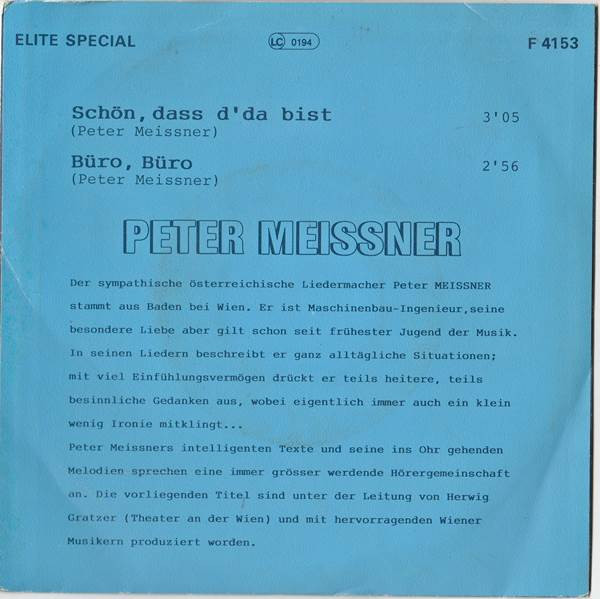 ELITE SPECIAL LC 0194 F 4153
Schön, dass d'da bist 3'05
(Peter Meissner)
Büro, Büro 2'56
(Peter Meissner)
PETER MEISSNER
Der sympathische österreichische Liedermacher Peter MEISSNER
stammt aus Baden bei Wien. Er ist Maschinenbau-Ingenieur,seine
besondere Liebe aber gilt schon seit frühester Jugend der Musik.
In seinen Liedern beschreibt er ganz alltägliche Situationen;
mit viel Einfühlungsvermögen drückt er teils heitere, teils
besinnliche Gedanken aus, wobei eigentlich immer auch ein klein
wenig Ironie mitklingt...
Peter Meissners intelligenten Texte und seine ins Ohr gehenden
Melodien sprechen eine immer grösser werdende Hörergemeinschaft
an. Die vorliegenden Titel sind unter der Leitung von Herwig
Gratzer (Theater an der Wien) und mit hervorragenden Wiener
Musikern produziert worden.